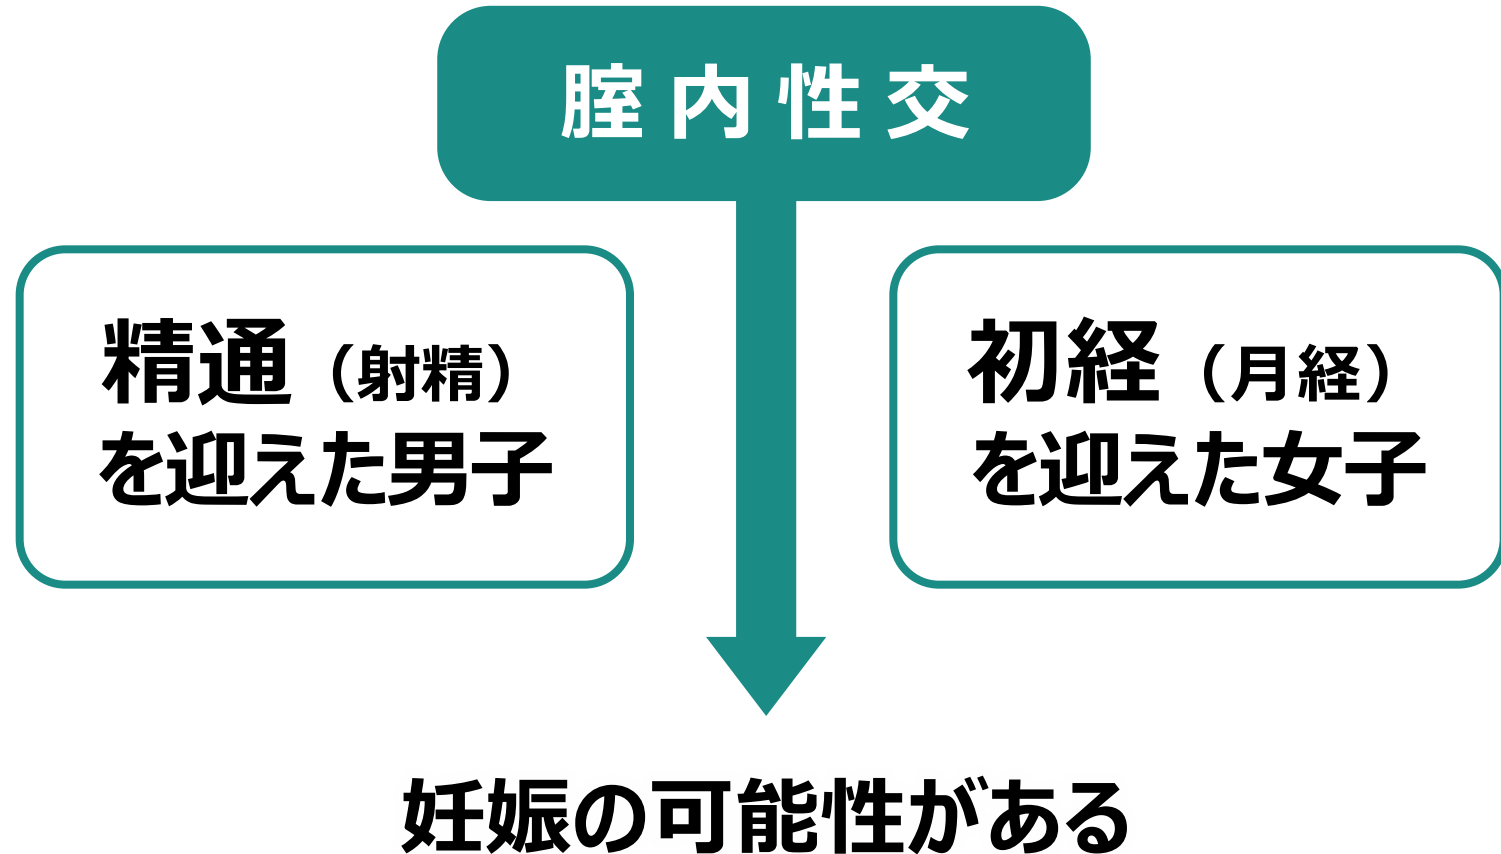 腟内性交
精通（射精）
を迎えた男子
初経（月経）
を迎えた女子
妊娠の可能性がある